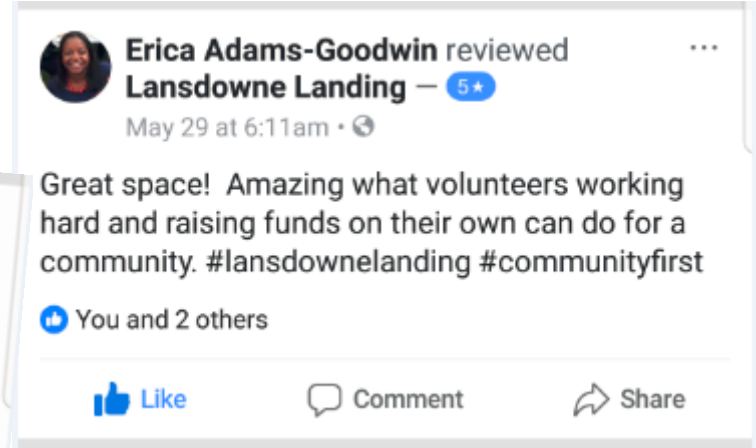 Erica Adams-Goodwin reviewed
Lansdowne Landing — 5★
May 29 at 6:11am •
Great space!  Amazing what volunteers working
hard and raising funds on their own can do for a
community. #lansdownelanding #communityfirst
You and 2 others
Like Comment Share